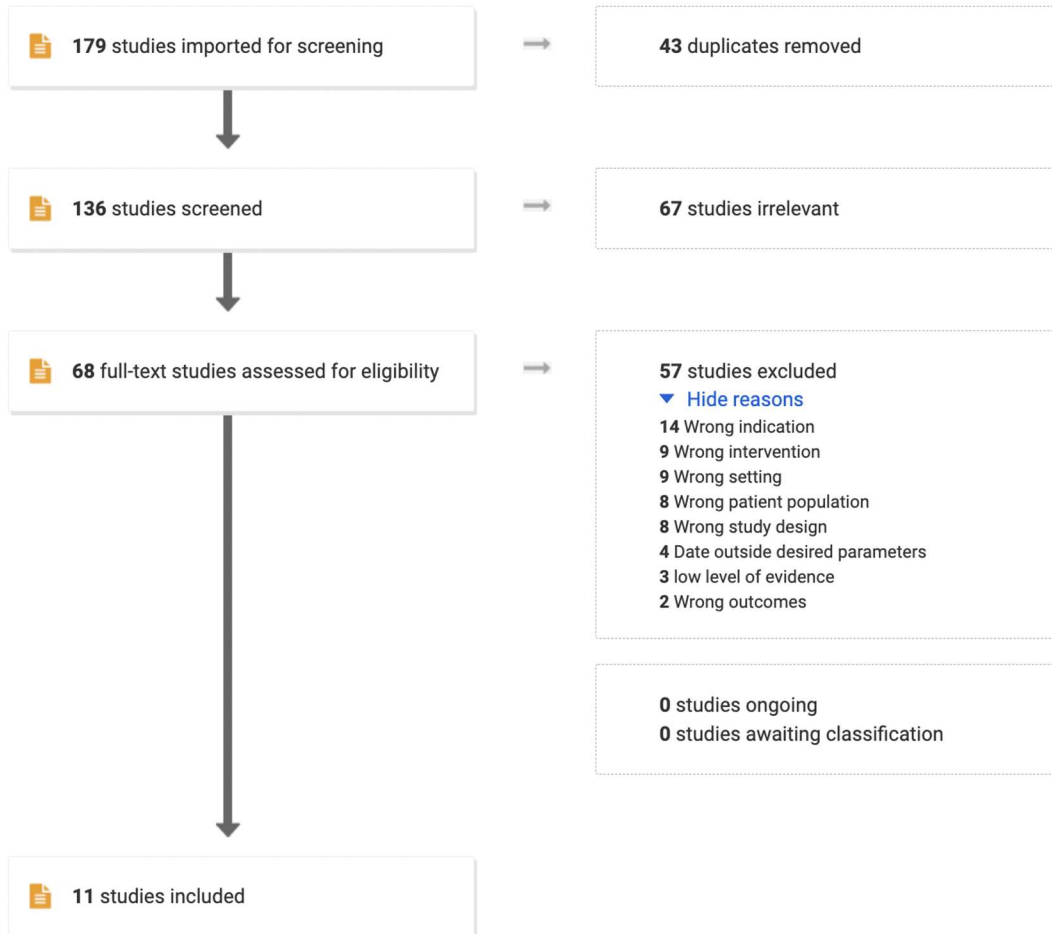 179 studies imported for screening
43 duplicates removed
136 studies screened
67 studies irrelevant
68 full-text studies assessed for eligibility
57 studies excluded
Hide reasons
14 Wrong indication
9 Wrong intervention
9 Wrong setting
8 Wrong patient population
8 Wrong study design
4 Date outside desired parameters
3 low level of evidence
2 Wrong outcomes
0 studies ongoing
0 studies awaiting classification
11 studies included